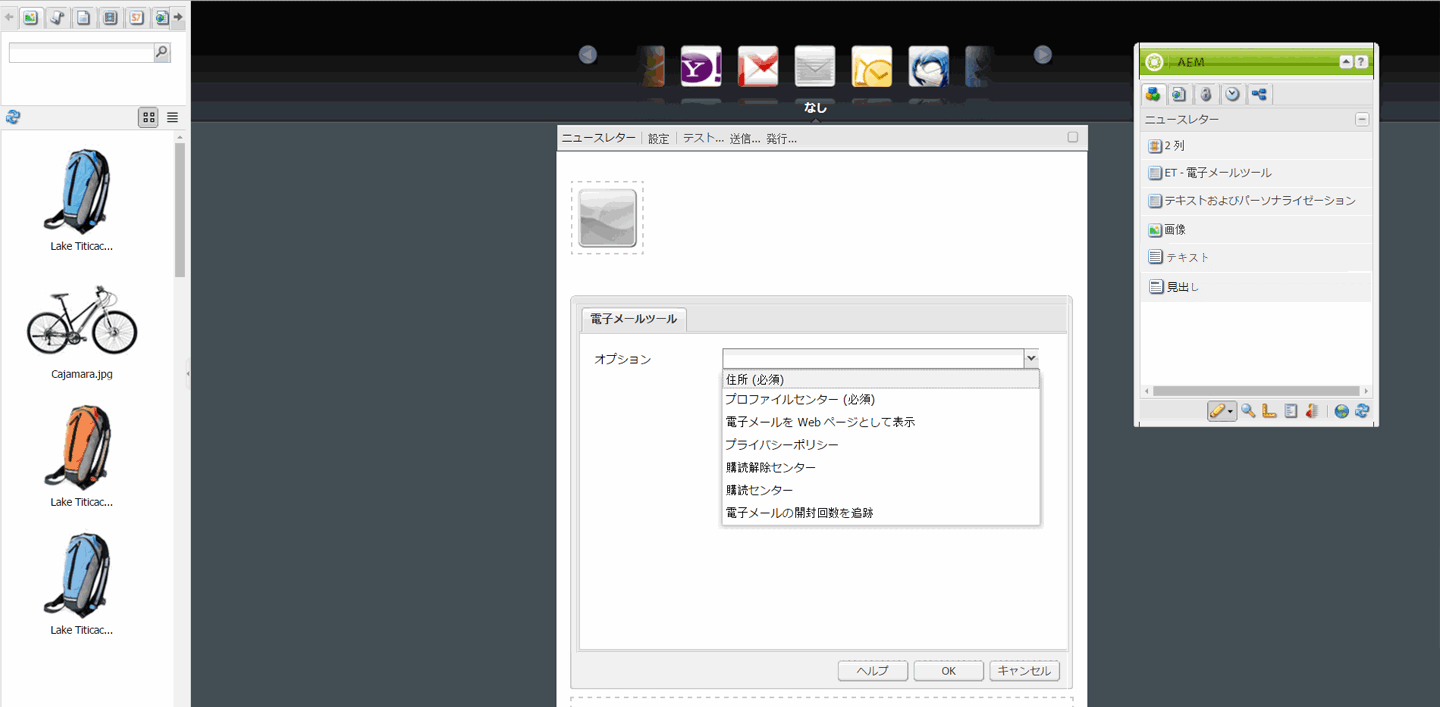 S7
Lake Titicac...
Cajamara.jpg
Lake Titicac...
Lake Titicac...
Y!
なし
ニュースレター
設定
テスト...
送信...
発行...
電子メールツール
オプション
住所 (必須)
プロファイルセンター (必須)
電子メールを Web ページとして表示
プライバシーポリシー
購読解除センター
購読センター
電子メールの開封回数を追跡
ヘルプ
OK
キャンセル
AEM
?
ニュースレター
2 列
ET - 電子メールツール
テキストおよびパーソナライゼーション
画像
テキスト
見出し